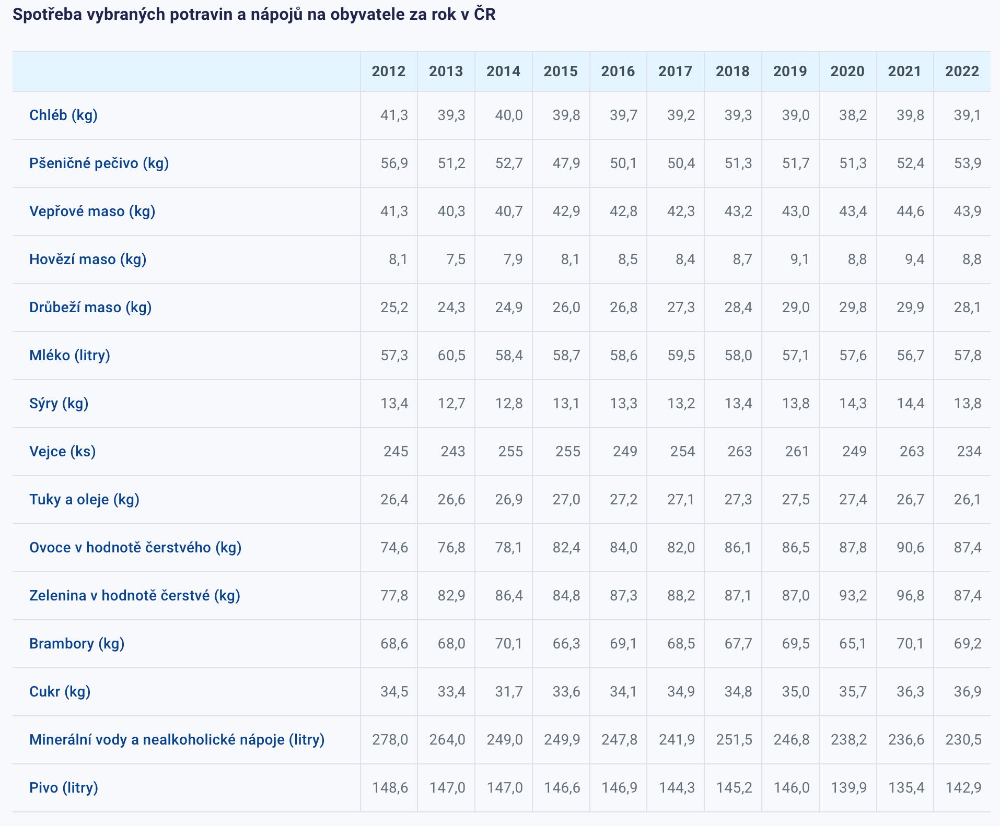 Spotřeba vybraných potravin a nápojů na obyvatele za rok v ČR
2012 2013 2014 2015 2016 2017 2018 2019 2020 2021 2022
Chléb (kg) 41,3 39,3 40,0 39,8 39,7 39,2 39,3 39,0 38,2 39,8 39,1
Pšeničné pečivo (kg) 56,9 51,2 52,7 47,9 50,1 50,4 51,3 51,7 51,3 52,4 53,9
Vepřové maso (kg) 41,3 40,3 40,7 42,9 42,8 42,3 43,2 43,0 43,4 44,6 43,9
Hovězí maso (kg) 8,1 7,5 7,9 8,1 8,5 8,4 8,7 9,1 8,8 9,4 8,8
Drůbeží maso (kg) 25,2 24,3 24,9 26,0 26,8 27,3 28,4 29,0 29,8 29,9 28,1
Mléko (litry) 57,3 60,5 58,4 58,7 58,6 59,5 58,0 57,1 57,6 56,7 57,8
Sýry (kg) 13,4 12,7 12,8 13,1 13,3 13,2 13,4 13,8 14,3 14,4 13,8
Vejce (ks) 245 243 255 255 249 254 263 261 249 263 234
Tuky a oleje (kg) 26,4 26,6 26,9 27,0 27,2 27,1 27,3 27,5 27,4 26,7 26,1
Ovoce v hodnotě čerstvého (kg) 74,6 76,8 78,1 82,4 84,0 82,0 86,1 86,5 87,8 90,6 87,4
Zelenina v hodnotě čerstvé (kg) 77,8 82,9 86,4 84,8 87,3 88,2 87,1 87,0 93,2 96,8 87,4
Brambory (kg) 68,6 68,0 70,1 66,3 69,1 68,5 67,7 69,5 65,1 70,1 69,2
Cukr (kg) 34,5 33,4 31,7 33,6 34,1 34,9 34,8 35,0 35,7 36,3 36,9
Minerální vody a nealkoholické nápoje (litry) 278,0 264,0 249,0 249,9 247,8 241,9 251,5 246,8 238,2 236,6 230,5
Pivo (litry) 148,6 147,0 147,0 146,6 146,9 144,3 145,2 146,0 139,9 135,4 142,9